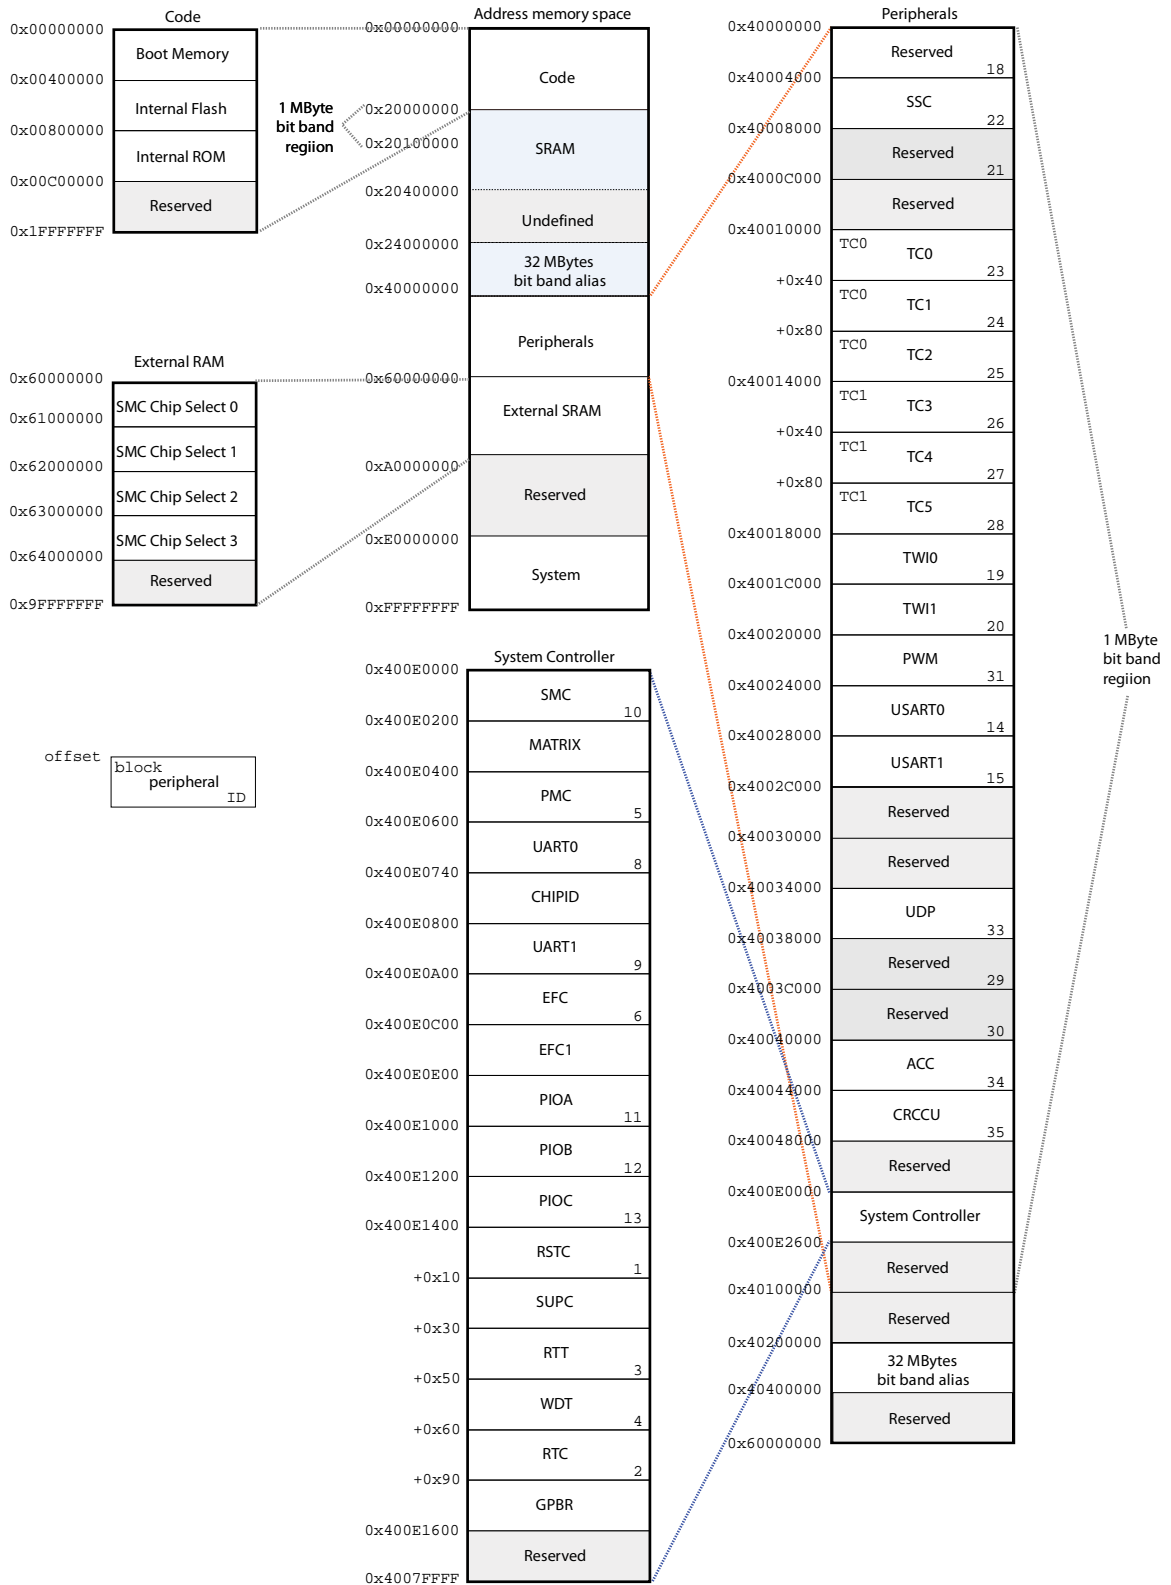 Code
0x00000000
Boot Memory
0x00400000
Internal Flash
0x00800000
Internal ROM
0x00C00000
Reserved
0x1FFFFFFF
1 MByte
bit band
regiion
Address memory space
0x00000000
Code
0x20000000
0x20100000
SRAM
0x20400000
Undefined
0x24000000
32 MBytes
bit band alias
0x40000000
Peripherals
0x60000000
External SRAM
0xA0000000
Reserved
0xE0000000
System
0xFFFFFFFF
External RAM
0x60000000
SMC Chip Select 0
0x61000000
SMC Chip Select 1
0x62000000
SMC Chip Select 2
0x63000000
SMC Chip Select 3
0x64000000
Reserved
0x9FFFFFFF
offset
block
peripheral
ID
System Controller
0x400E0000
SMC
10
0x400E0200
MATRIX
0x400E0400
PMC
5
0x400E0600
UART0
8
0x400E0740
CHIPID
0x400E0800
UART1
9
0x400E0A00
EFC
6
0x400E0C00
EFC1
0x400E0E00
PIOA
11
0x400E1000
PIOB
12
0x400E1200
PIOC
13
0x400E1400
RSTC
1
+0x10
SUPC
+0x30
RTT
3
+0x50
WDT
4
+0x60
RTC
2
+0x90
GPBR
0x400E1600
Reserved
0x4007FFFF
Peripherals
0x40000000
Reserved
18
0x40004000
SSC
22
0x40008000
Reserved
21
0x4000C000
Reserved
0x40010000
TC0
TC0
23
+0x40
TC0
TC1
24
+0x80
TC0
TC2
25
0x40014000
TC1
TC3
26
+0x40
TC1
TC4
27
+0x80
TC1
TC5
28
0x40018000
TWI0
19
0x4001C000
TWI1
20
0x40020000
PWM
31
0x40024000
USART0
14
0x40028000
USART1
15
0x4002C000
Reserved
0x40030000
Reserved
0x40034000
UDP
33
0x40038000
Reserved
29
0x4003C000
Reserved
30
0x40040000
ACC
34
0x40044000
CRCCU
35
0x40048000
Reserved
0x400E0000
System Controller
0x400E2600
Reserved
0x40100000
Reserved
0x40200000
32 MBytes
bit band alias
0x40400000
Reserved
0x60000000
1 MByte
bit band
regiion